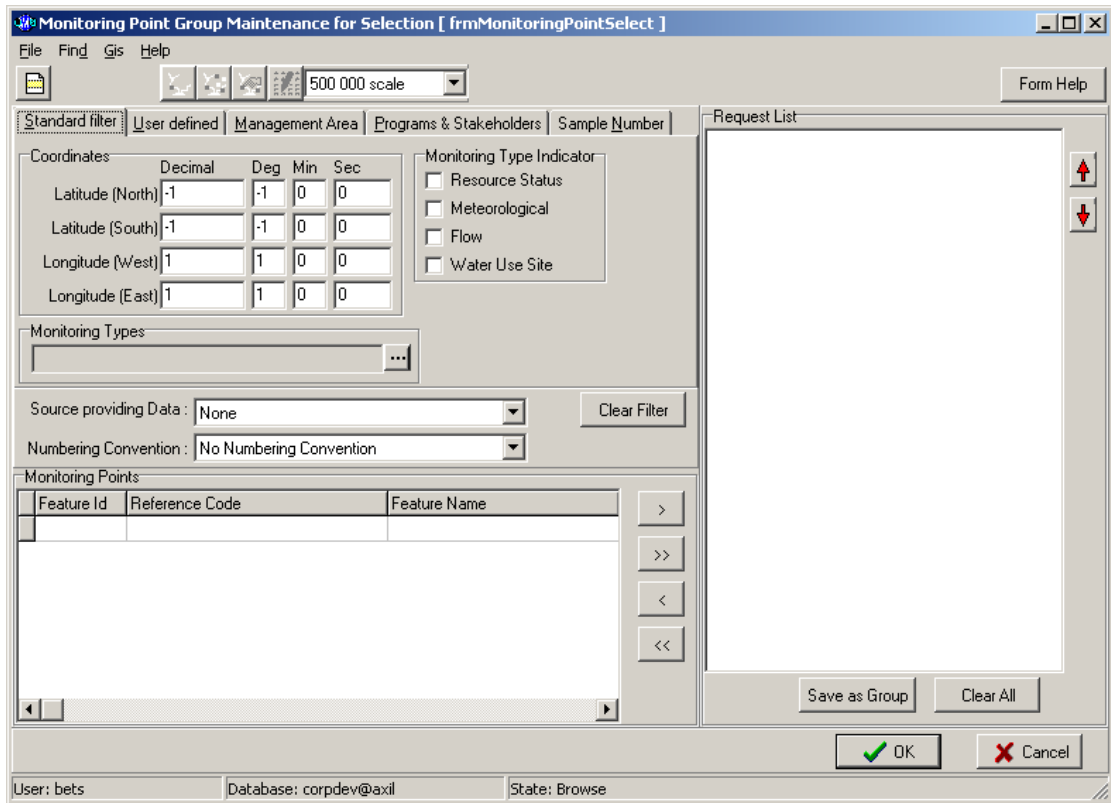 Monitoring Point Group Maintenance for Selection [ frmMonitoringPointSelect ]
File Find Gis Help
500 000 scale
Form Help
Standard filter User defined Management Area Programs & Stakeholders Sample Number
Request List
Coordinates
Decimal Deg Min Sec
Latitude (North) -1 -1 0 0
Latitude (South) -1 -1 0 0
Longitude (West) 1 1 0 0
Longitude (East) 1 1 0 0
Monitoring Type Indicator
Resource Status
Meteorological
Flow
Water Use Site
Monitoring Types
...
Source providing Data : None
Clear Filter
Numbering Convention : No Numbering Convention
Monitoring Points
Feature Id Reference Code Feature Name
>
>>
<
<<
Save as Group Clear All
OK Cancel
User: bets Database: corpdev@axil State: Browse